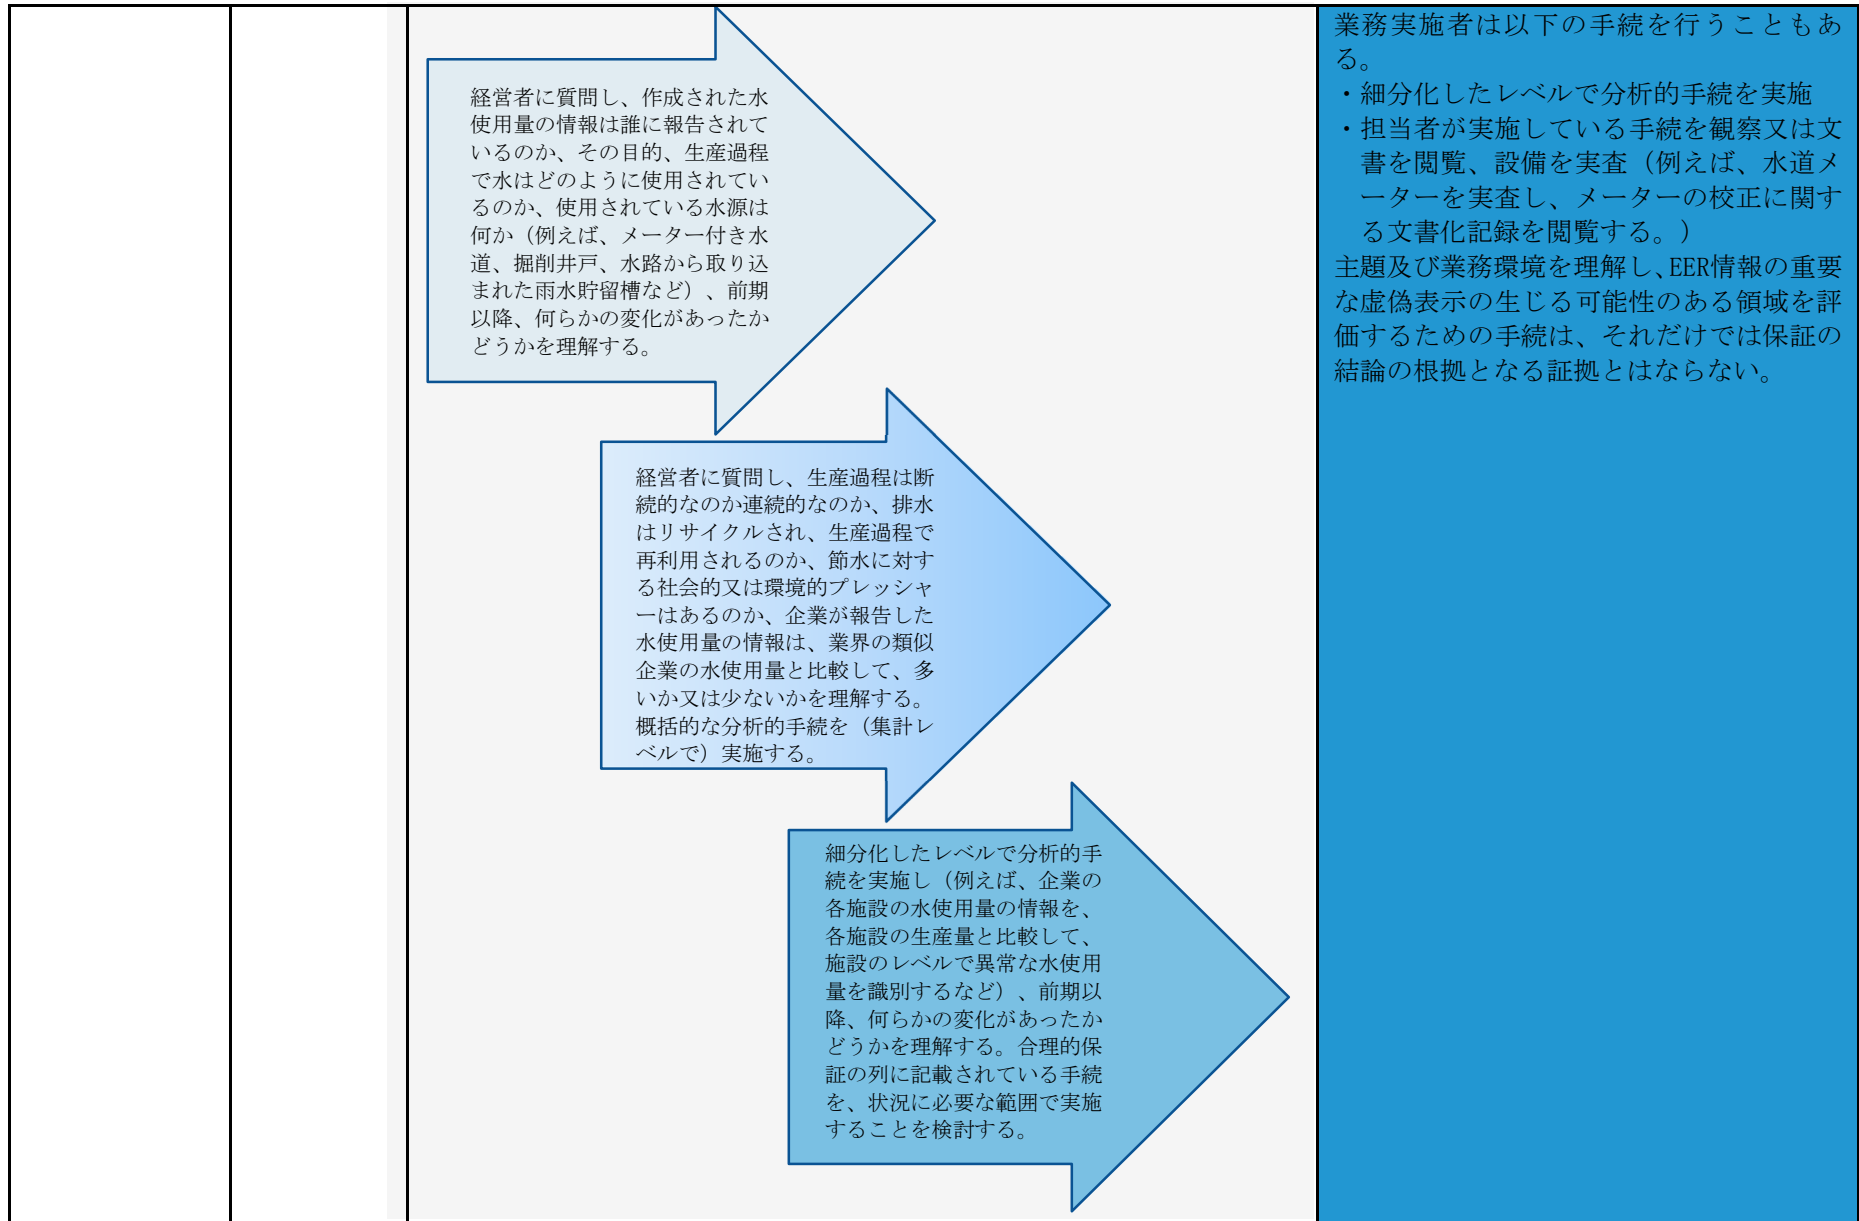 経営者に質問し、作成された水
使用量の情報は誰に報告されて
いるのか、その目的、生産過程
で水はどのように使用されてい
るのか、使用されている水源は
何か（例えば、メーター付き水
道、掘削井戸、水路から取り込
まれた雨水貯留槽など）、前期
以降、何らかの変化があったか
どうかを理解する。
経営者に質問し、生産過程は断
続的なのか連続的なのか、排水
はリサイクルされ、生産過程で
再利用されるのか、節水に対す
る社会的又は環境的プレッシャ
ーはあるのか、企業が報告した
水使用量の情報は、業界の類似
企業の水使用量と比較して、多
いか又は少ないかを理解する。
概括的な分析的手続を（集計レ
ベルで）実施する。
細分化したレベルで分析的手
続を実施し（例えば、企業の
各施設の水使用量の情報を、
各施設の生産量と比較して、
施設のレベルで異常な水使用
量を識別するなど）、前期以
降、何らかの変化があったか
どうかを理解する。合理的保
証の列に記載されている手続
を、状況に必要な範囲で実施
することを検討する。
業務実施者は以下の手続を行うこともあ
る。
・細分化したレベルで分析的手続を実施
・担当者が実施している手続を観察又は文
書を閲覧、設備を実査（例えば、水道メ
ーターを実査し、メーターの校正に関す
る文書化記録を閲覧する。）
主題及び業務環境を理解し、EER情報の重要
な虚偽表示の生じる可能性のある領域を評
価するための手続は、それだけでは保証の
結論の根拠となる証拠とはならない。